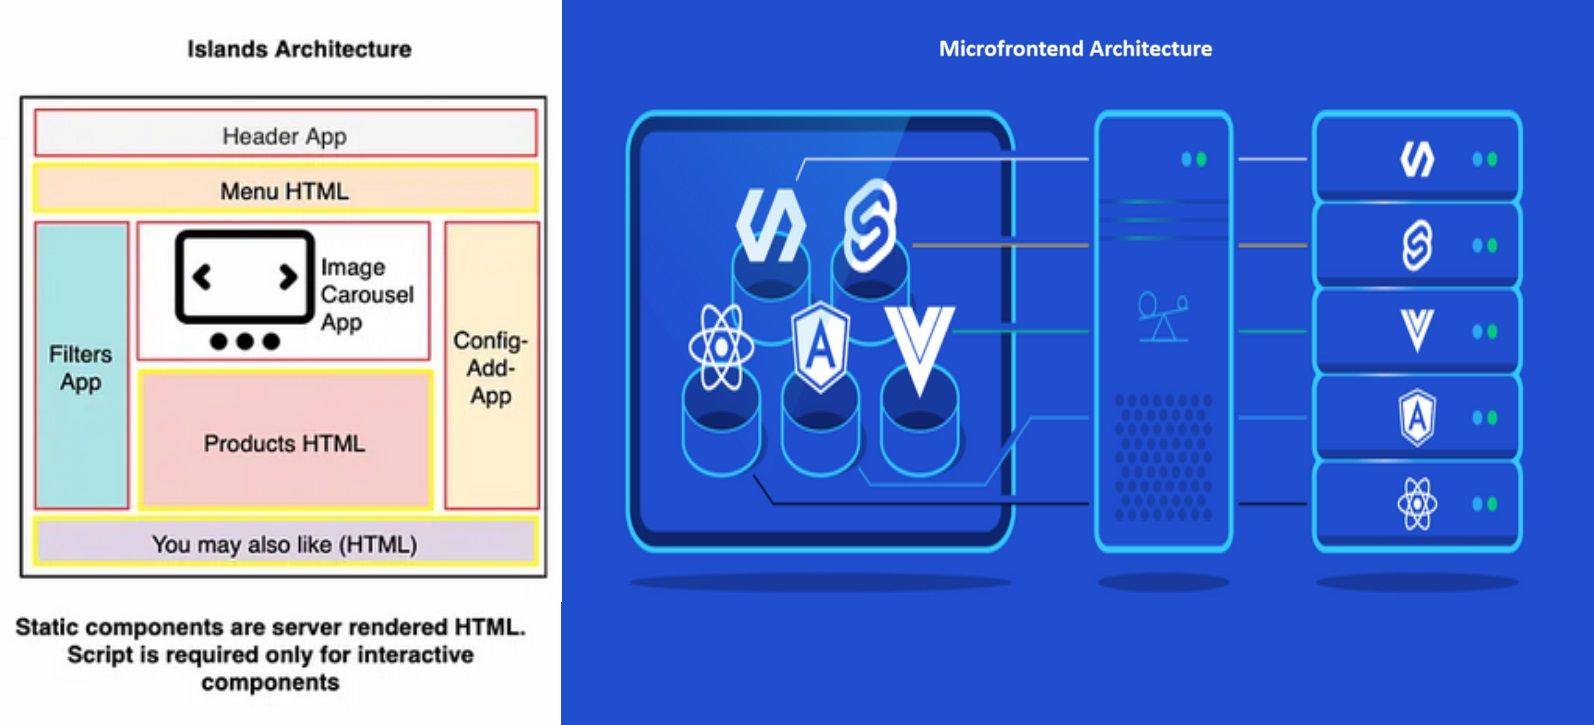 Islands Architecture
Header App
Menu HTML
Filters
App
Image
Carousel
App
Config-
Add-
App
Products HTML
You may also like (HTML)
Static components are server rendered HTML.
Script is required only for interactive
components
Microfrontend Architecture